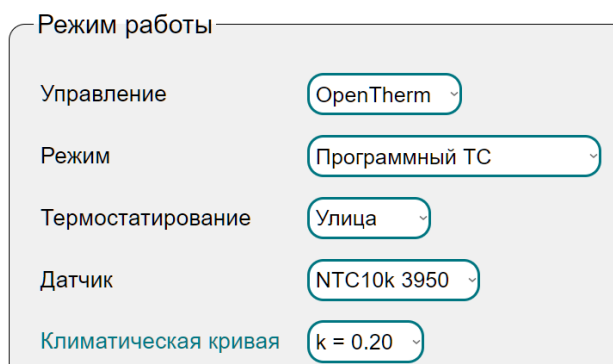 Режим работы
Управление OpenTherm
Режим Программный ТС
Термостатирование Улица
Датчик NTC10k 3950
Климатическая кривая k = 0.20